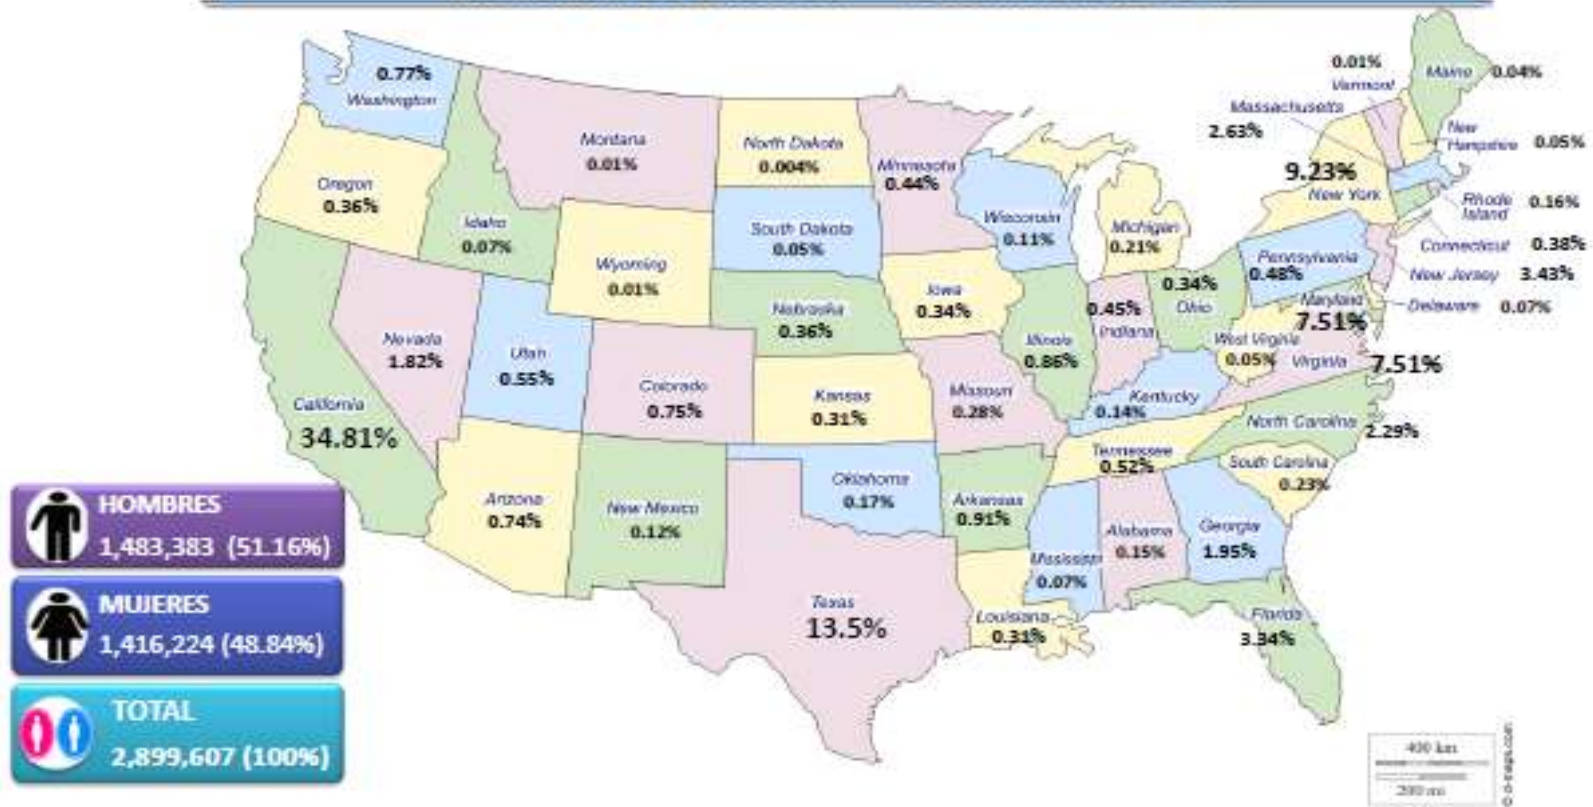 0.77%
Washington
Montana
0.01%
North Dakota
0.004%
Minnesota
0.44%
0.01%
Vermont
Maine 0.04%
Massachusetts
2.63%
New
Hampshire 0.05%
Oregon
0.36%
Idaho
0.07%
Wyoming
0.01%
South Dakota
0.05%
Wisconsin
0.11%
Michigan
0.21%
9.23%
New York
Rhode
Island 0.16%
Connecticut 0.38%
New Jersey 3.43%
Delaware 0.07%
Pennsylvania
0.48%
Maryland
7.51%
Nevada
1.82%
Utah
0.55%
Colorado
0.75%
Nebraska
0.36%
Iowa
0.34%
Illinois
0.86%
0.45%
Indiana
0.34%
Ohio
West Virginia
0.05%
Virginia
7.51%
California
34.81%
Kansas
0.31%
Missouri
0.28%
Kentucky
0.14%
North Carolina
2.29%
Tennessee
0.52%
South Carolina
0.23%
Arizona
0.74%
New Mexico
0.12%
Oklahoma
0.17%
Arkansas
0.91%
Mississippi
0.07%
Alabama
0.15%
Georgia
1.95%
Texas
13.5%
Louisiana
0.31%
Florida
3.34%
HOMBRES
1,483,383 (51.16%)
MUJERES
1,416,224 (48.84%)
TOTAL
2,899,607 (100%)
400 km
200 mi
© d-maps.com